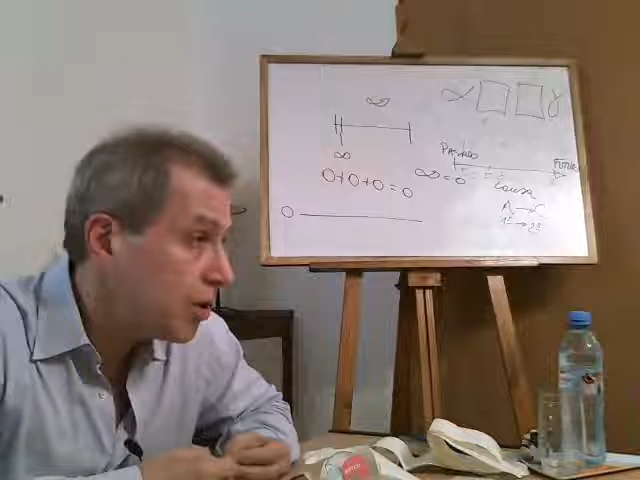 ∞
∞
0+0+0=0
∞=0
0
PASADO
FUTURO
CAUSA
A → C